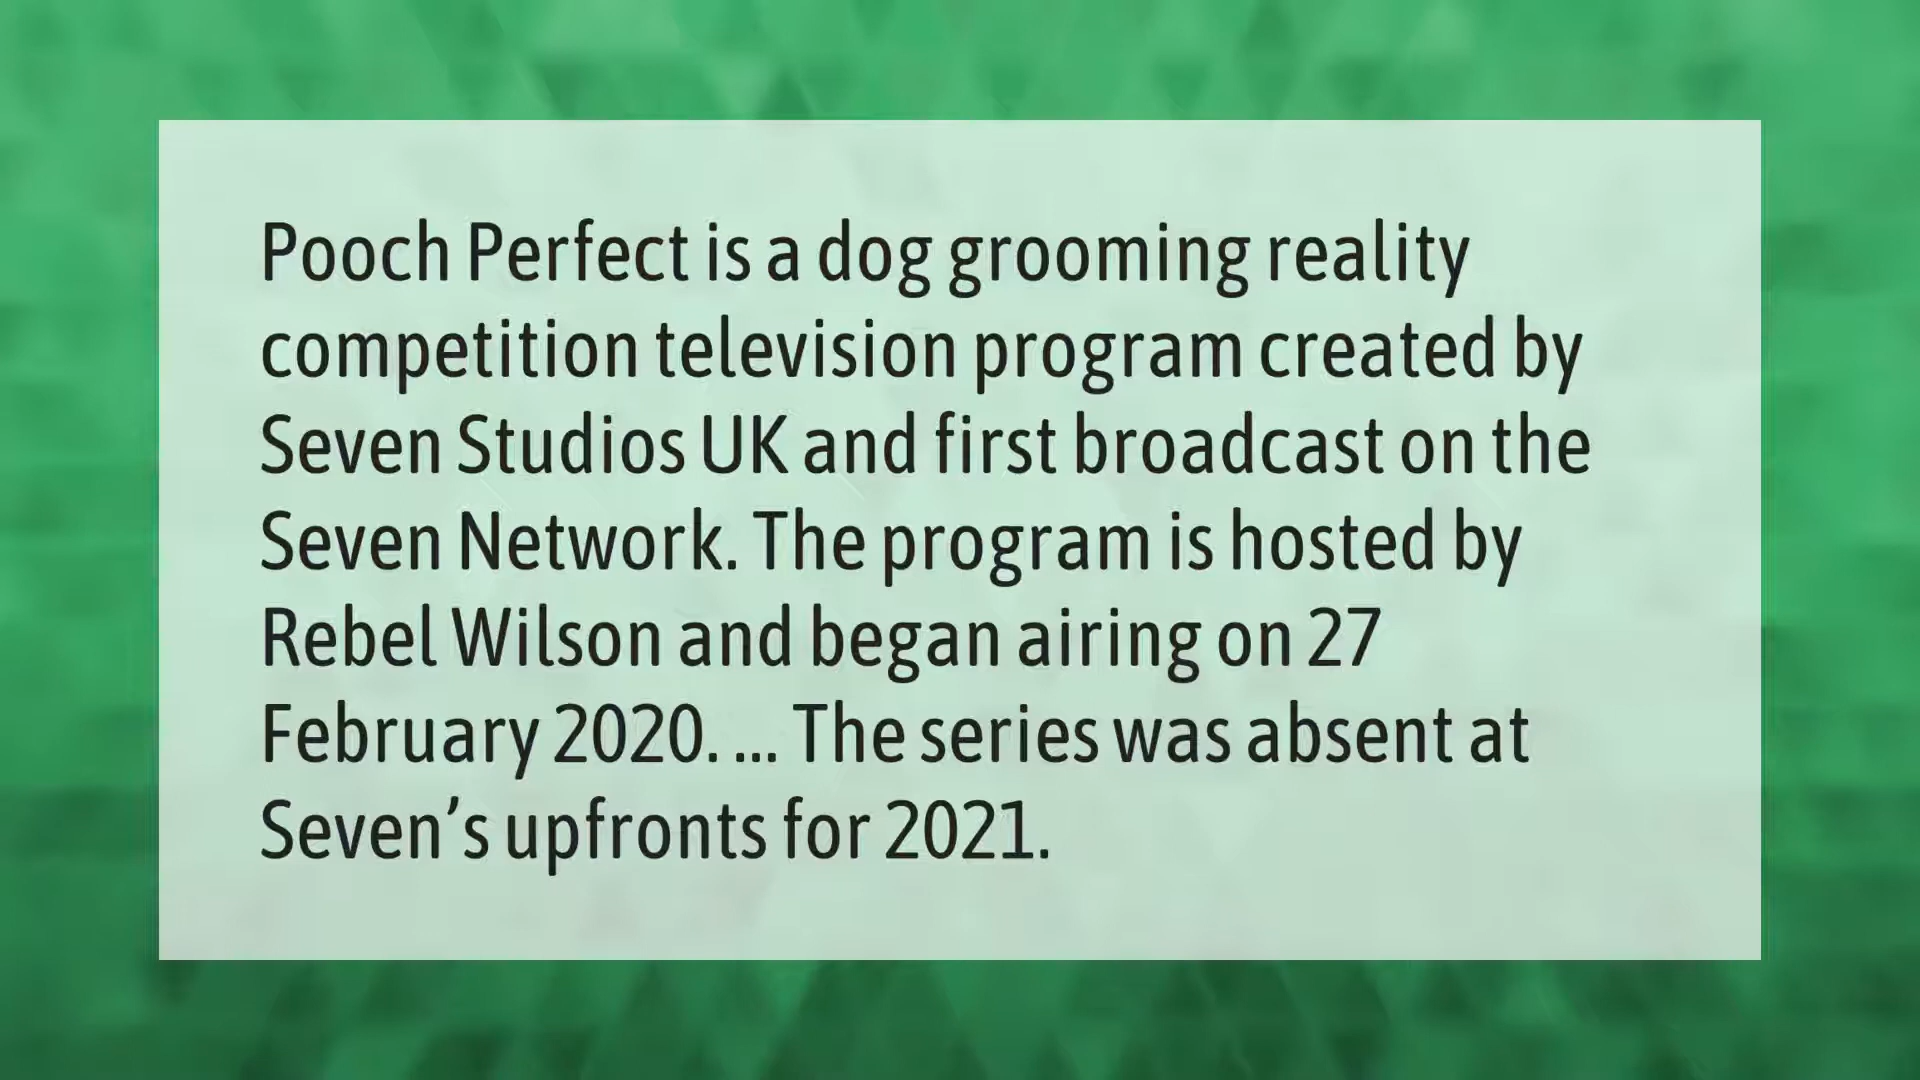 Pooch Perfect is a dog grooming reality
competition television program created by
Seven Studios UK and first broadcast on the
Seven Network. The program is hosted by
Rebel Wilson and began airing on 27
February 2020. ... The series was absent at
Seven’s upfronts for 2021.